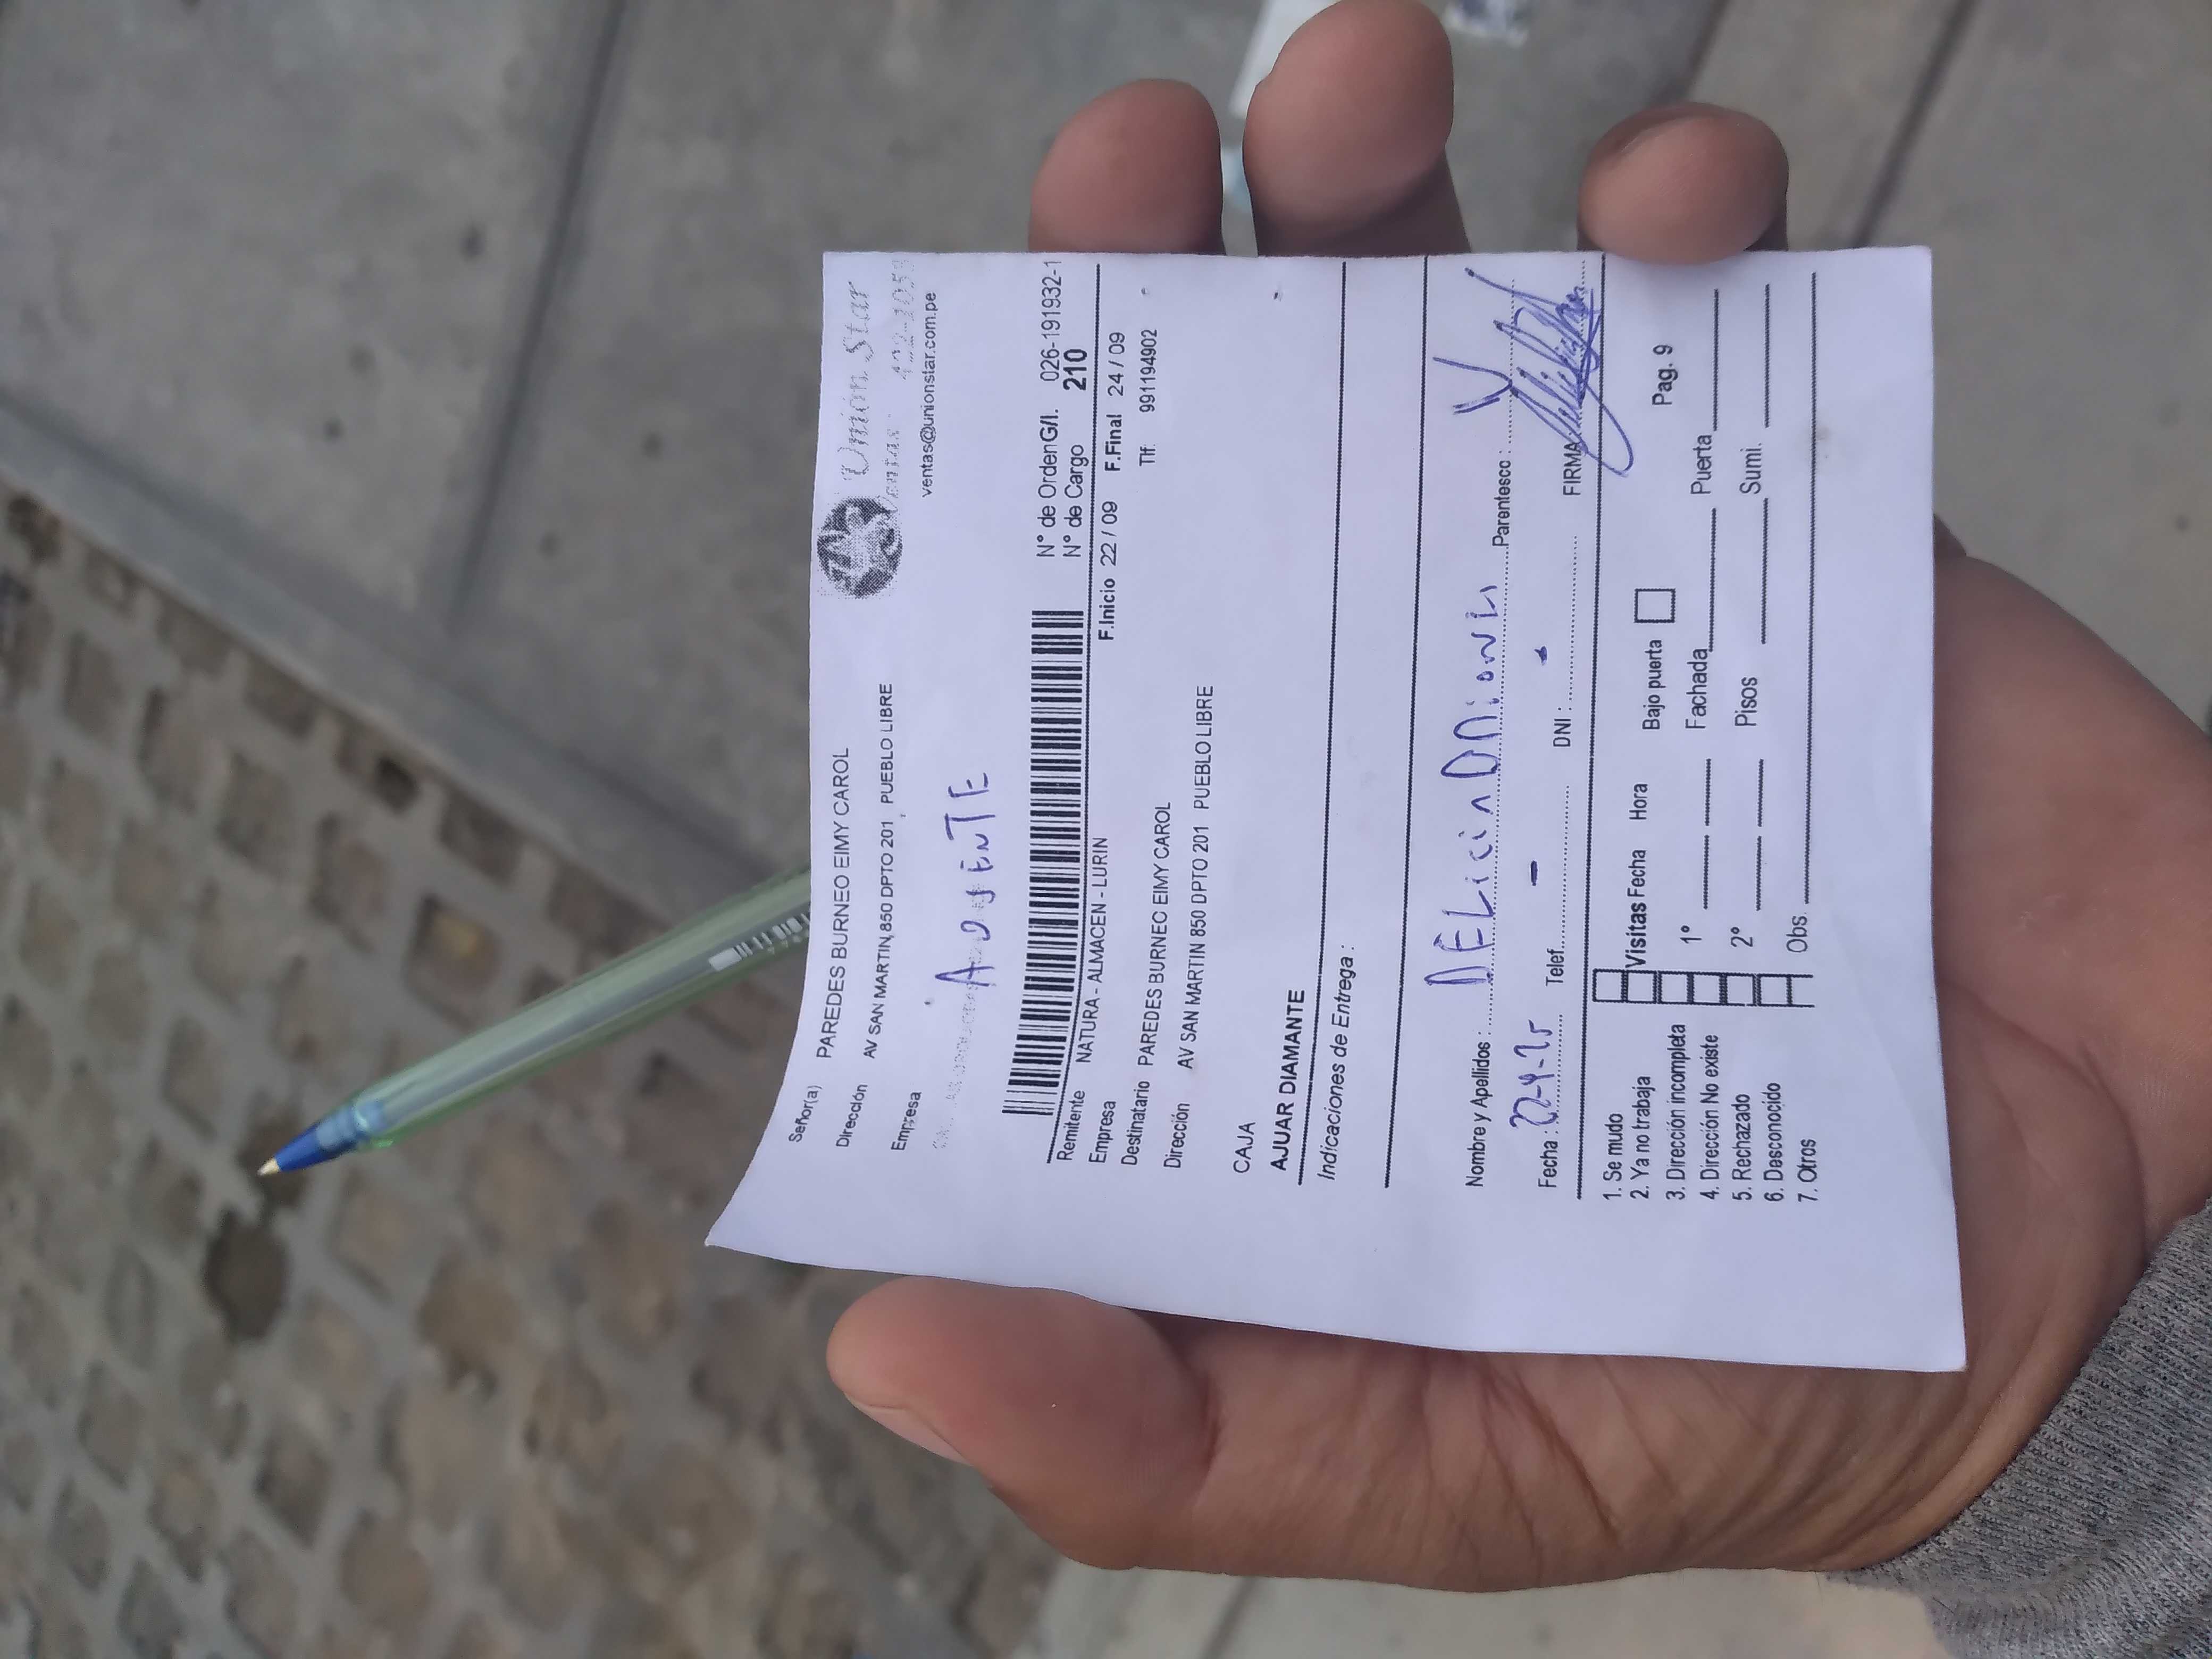 Señor(a) PAREDES BURNEO EIMY CAROL
Dirección AV SAN MARTIN 850 DPTO 201 PUEBLO LIBRE
Empresa
Unión Star
Ventas
ventas@unionstar.com.pe
AUSENTE
N° de OrdenG/I. 026-191932-1
N° de Cargo 210
Remitente NATURA - ALMACEN - LURIN
F.Inicio 22 / 09 F.Final 24 / 09
Empresa
Tlf. 991194902
Destinatario PAREDES BURNEO EIMY CAROL
Dirección AV SAN MARTIN 850 DPTO 201 PUEBLO LIBRE
CAJA
AJUAR DIAMANTE
Indicaciones de Entrega :
Nombre y Apellidos : Parentesco :
Fecha : Telef. DNI : FIRMA
1. Se mudo
2. Ya no trabaja
3. Dirección incompleta
4. Dirección No existe
5. Rechazado
6. Desconocido
7. Otros
Visitas Fecha Hora Bajo puerta Pag. 9
1° Fachada Puerta
2° Pisos Sumi.
Obs.